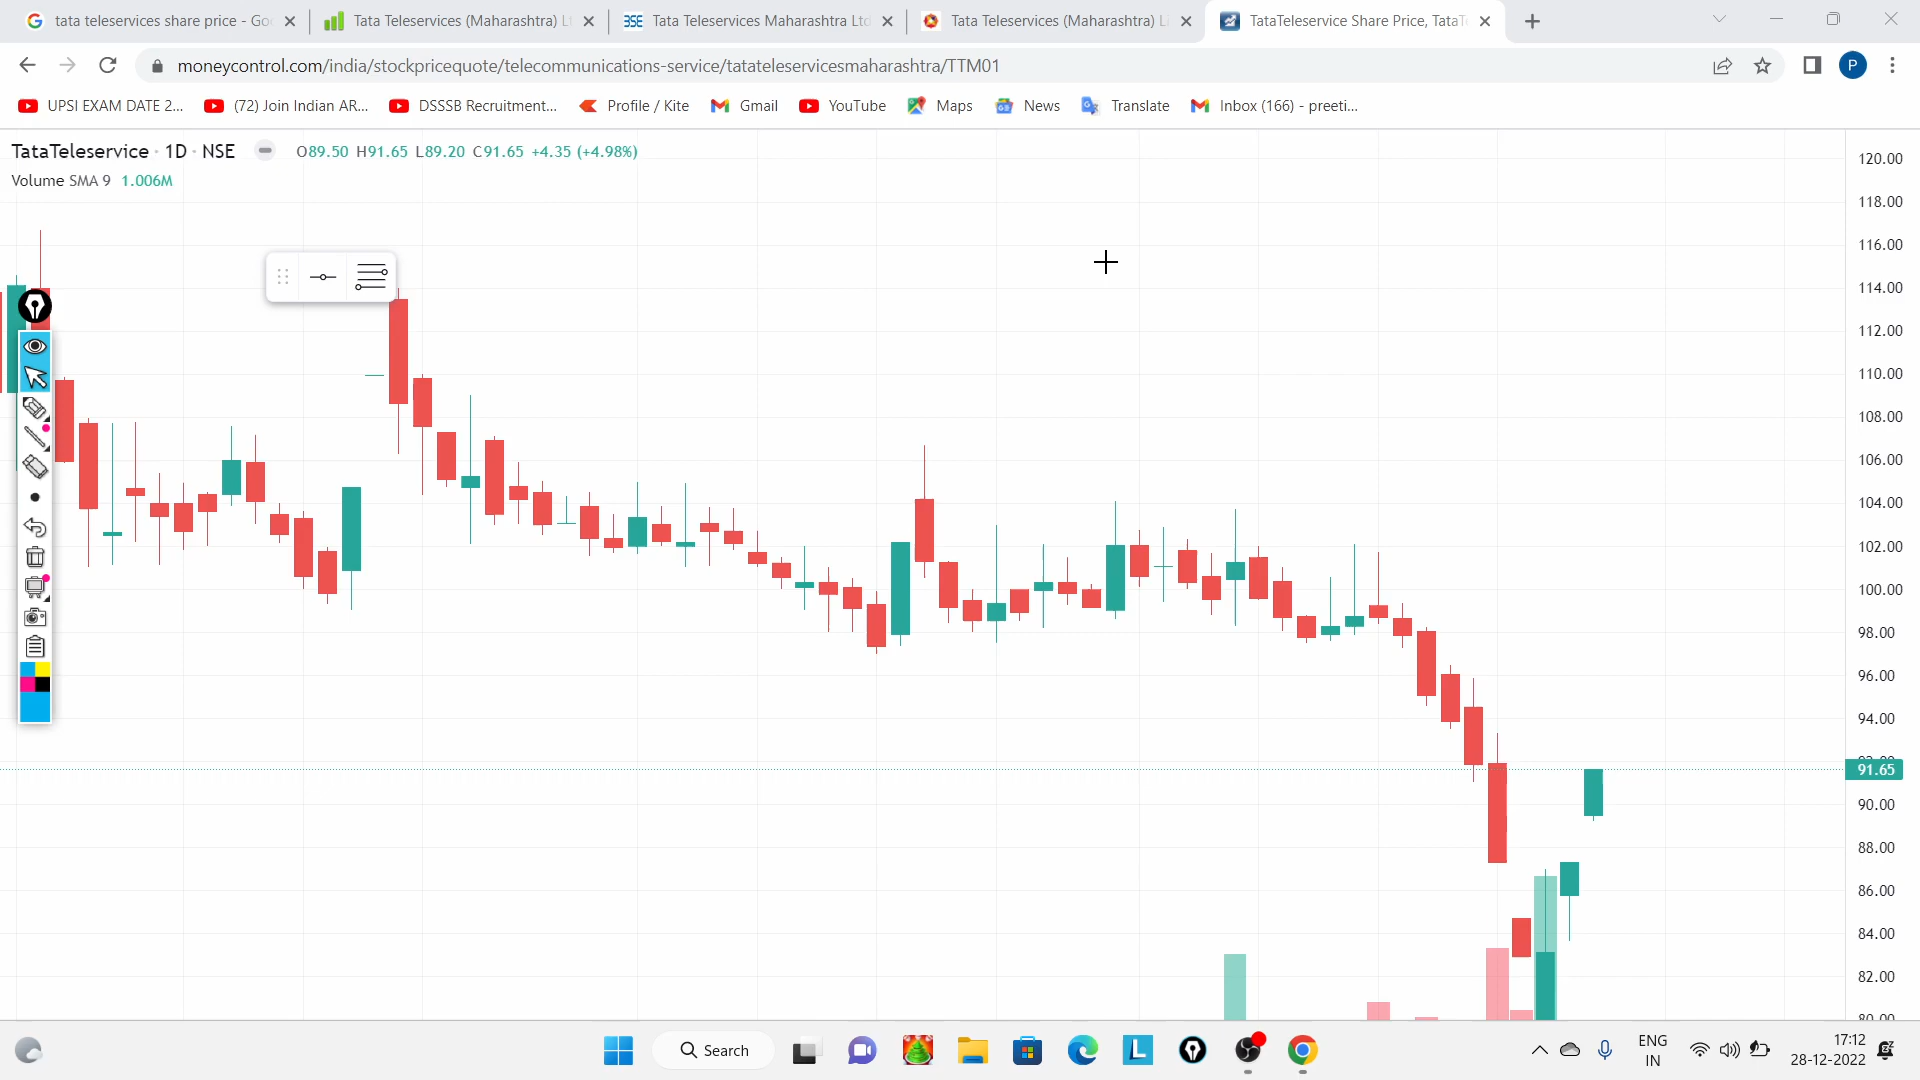 tata teleservices share price - Goo
Tata Teleservices (Maharashtra) Lt
BSE Tata Teleservices Maharashtra Ltd
Tata Teleservices (Maharashtra) Li
TataTeleservice Share Price, TataT
moneycontrol.com/india/stockpricequote/telecommunications-service/tatateleservicesmaharashtra/TTM01
P
UPSI EXAM DATE 2...
(72) Join Indian AR...
DSSSB Recruitment...
Profile / Kite
Gmail
YouTube
Maps
News
Translate
Inbox (166) - preeti...
TataTeleservice · 1D · NSE
O89.50 H91.65 L89.20 C91.65 +4.35 (+4.98%)
Volume SMA 9 1.006M
120.00
118.00
116.00
114.00
112.00
110.00
108.00
106.00
104.00
102.00
100.00
98.00
96.00
94.00
91.65
90.00
88.00
86.00
84.00
82.00
Search
L
ENG
IN
17:12
28-12-2022